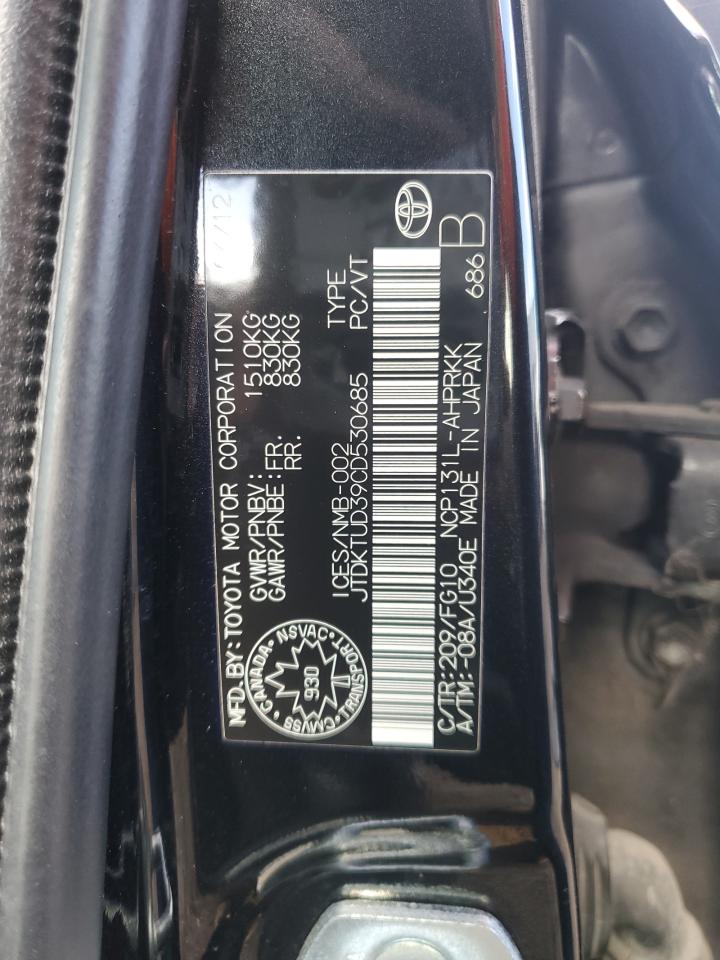 MFD. BY: TOYOTA MOTOR CORPORATION
/12
GVWR/PNBV: 1510KG
GAWR/PNBE: FR. 830KG
RR. 830KG
CANADA • NSVAC • TRANSPORT • CMVSS
930
ICES/NMB-002
TYPE
JTDKTUD39CD530685 PC/VT
C/TR: 209/FG10 NCP131L-AHPRKK
A/TM: -08A/U340E MADE IN JAPAN 686
B